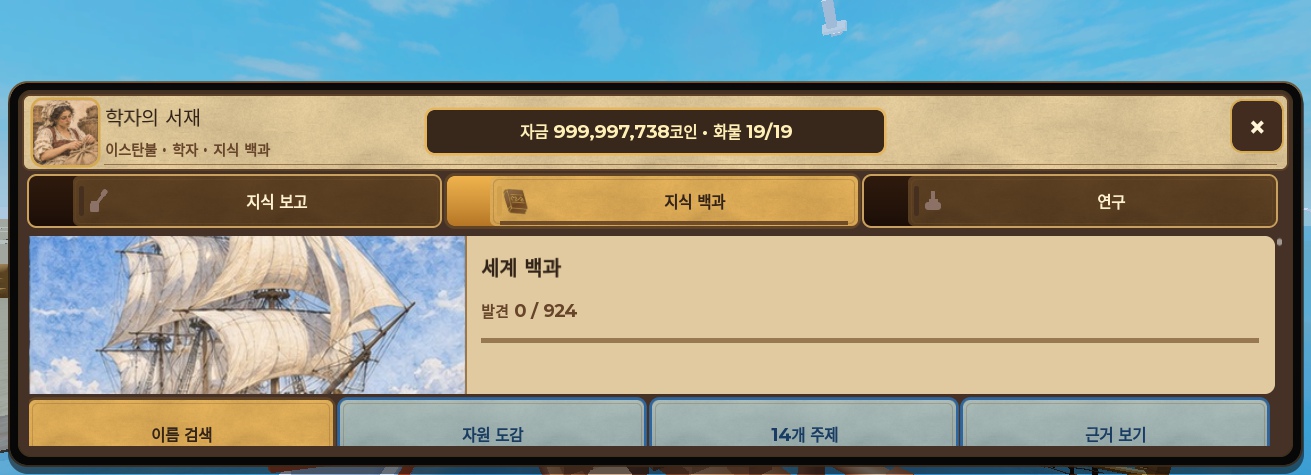 학자의 서재
이스탄불 • 학자 • 지식 백과
자금 999,997,738코인 • 화물 19/19
×
지식 보고
지식 백과
연구
세계 백과
발견 0 / 924
이름 검색
자원 도감
14개 주제
근거 보기